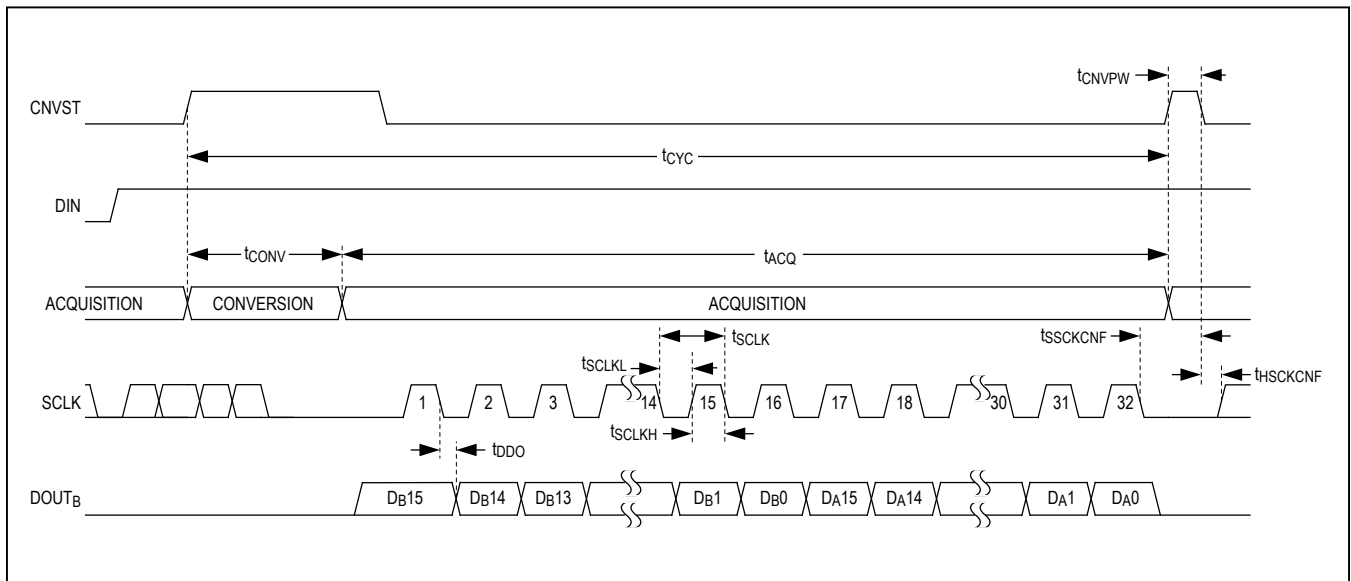 tCNVPW
CNVST
tCYC
DIN
tCONV
tACQ
ACQUISITION CONVERSION ACQUISITION
tSCLK
tSSCKCNF
tSCLKL
tHSCKCNF
SCLK 1 2 3 14 15 16 17 18 30 31 32
tSCLKH
tDDO
DOUTB DB15 DB14 DB13 DB1 DB0 DA15 DA14 DA1 DA0